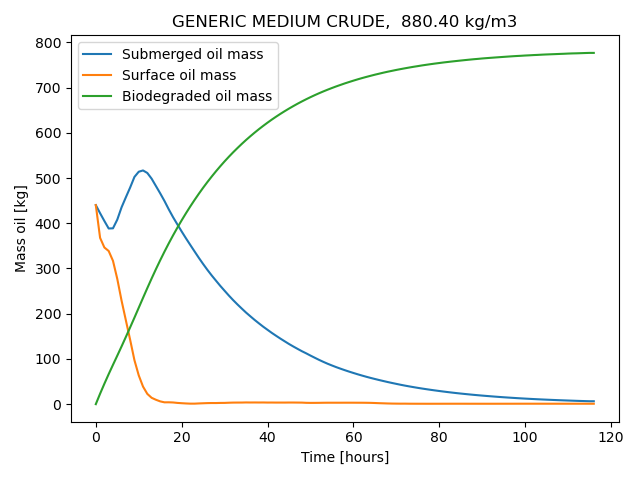 GENERIC MEDIUM CRUDE,  880.40 kg/m3
Submerged oil mass
Surface oil mass
Biodegraded oil mass
Mass oil [kg]
800
700
600
500
400
300
200
100
0
0 20 40 60 80 100 120
Time [hours]